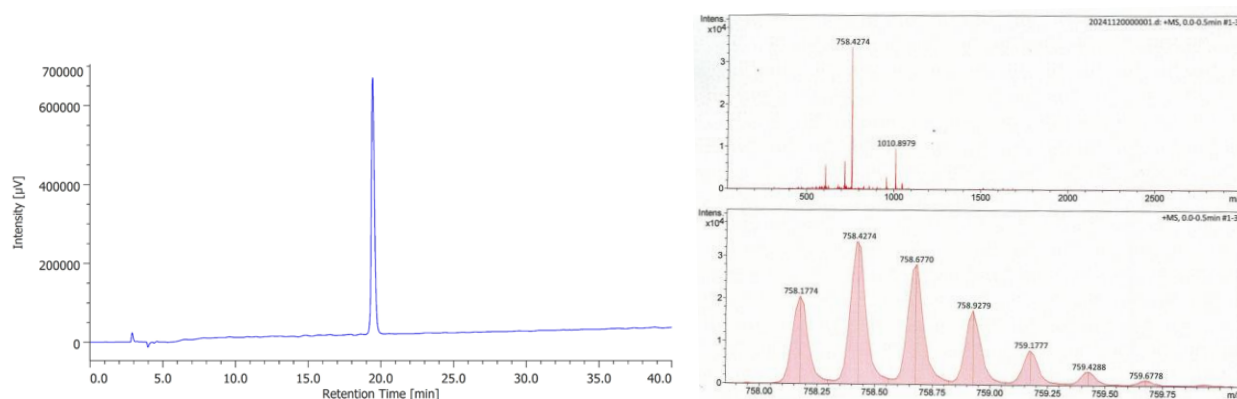 700000
600000
400000
200000
0
Intensity [µV]
0.0 5.0 10.0 15.0 20.0 25.0 30.0 35.0 40.0
Retention Time [min]
Intens.
x10⁴
20241120000001.d: +MS, 0.0-0.5min #1-3
758.4274
3
2
1010.8979
1
0
500 1000 1500 2000 2500
Intens.
x10⁴
+MS, 0.0-0.5min #1-3
758.4274
3
758.6770
758.1774
2
758.9279
1
759.1777
759.4288
759.6778
0
758.00 758.25 758.50 758.75 759.00 759.25 759.50 759.75